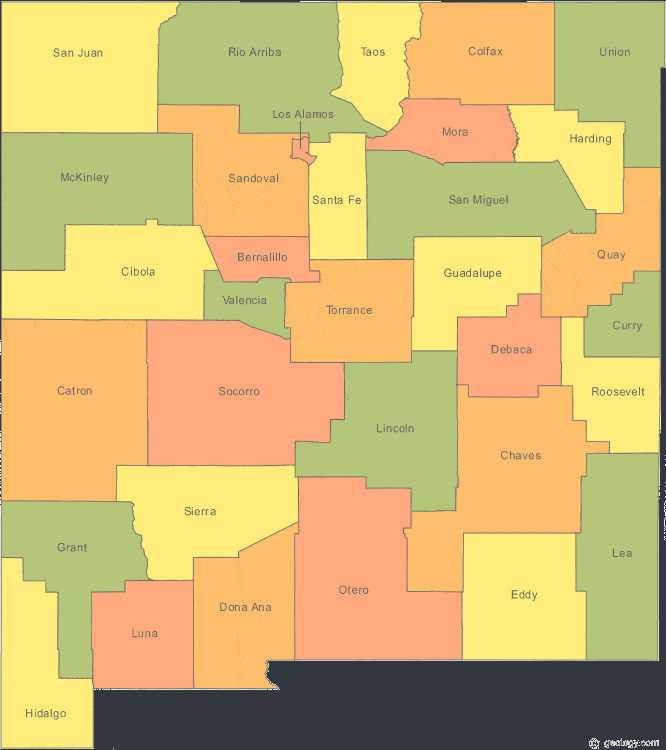 San Juan
Rio Arriba
Taos
Colfax
Union
Los Alamos
Mora
Harding
McKinley
Sandoval
Santa Fe
San Miguel
Cibola
Bernalillo
Guadalupe
Quay
Valencia
Torrance
Curry
Debaca
Catron
Socorro
Roosevelt
Lincoln
Chaves
Sierra
Grant
Lea
Otero
Eddy
Dona Ana
Luna
Hidalgo
© geology.com